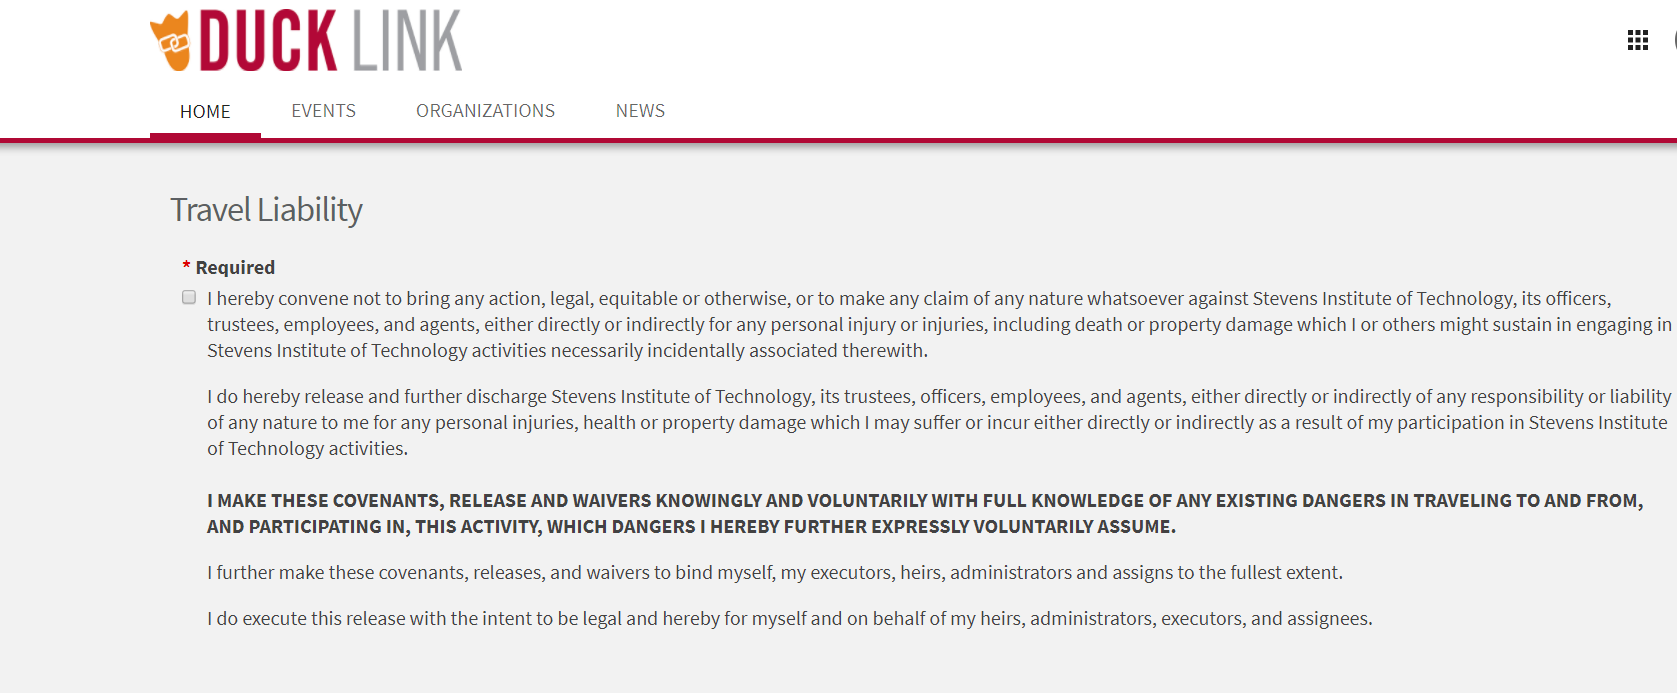 DUCK LINK
HOME EVENTS ORGANIZATIONS NEWS
Travel Liability
* Required
I hereby convene not to bring any action, legal, equitable or otherwise, or to make any claim of any nature whatsoever against Stevens Institute of Technology, its officers,
trustees, employees, and agents, either directly or indirectly for any personal injury or injuries, including death or property damage which I or others might sustain in engaging in
Stevens Institute of Technology activities necessarily incidentally associated therewith.
I do hereby release and further discharge Stevens Institute of Technology, its trustees, officers, employees, and agents, either directly or indirectly of any responsibility or liability
of any nature to me for any personal injuries, health or property damage which I may suffer or incur either directly or indirectly as a result of my participation in Stevens Institute
of Technology activities.
I MAKE THESE COVENANTS, RELEASE AND WAIVERS KNOWINGLY AND VOLUNTARILY WITH FULL KNOWLEDGE OF ANY EXISTING DANGERS IN TRAVELING TO AND FROM,
AND PARTICIPATING IN, THIS ACTIVITY, WHICH DANGERS I HEREBY FURTHER EXPRESSLY VOLUNTARILY ASSUME.
I further make these covenants, releases, and waivers to bind myself, my executors, heirs, administrators and assigns to the fullest extent.
I do execute this release with the intent to be legal and hereby for myself and on behalf of my heirs, administrators, executors, and assignees.